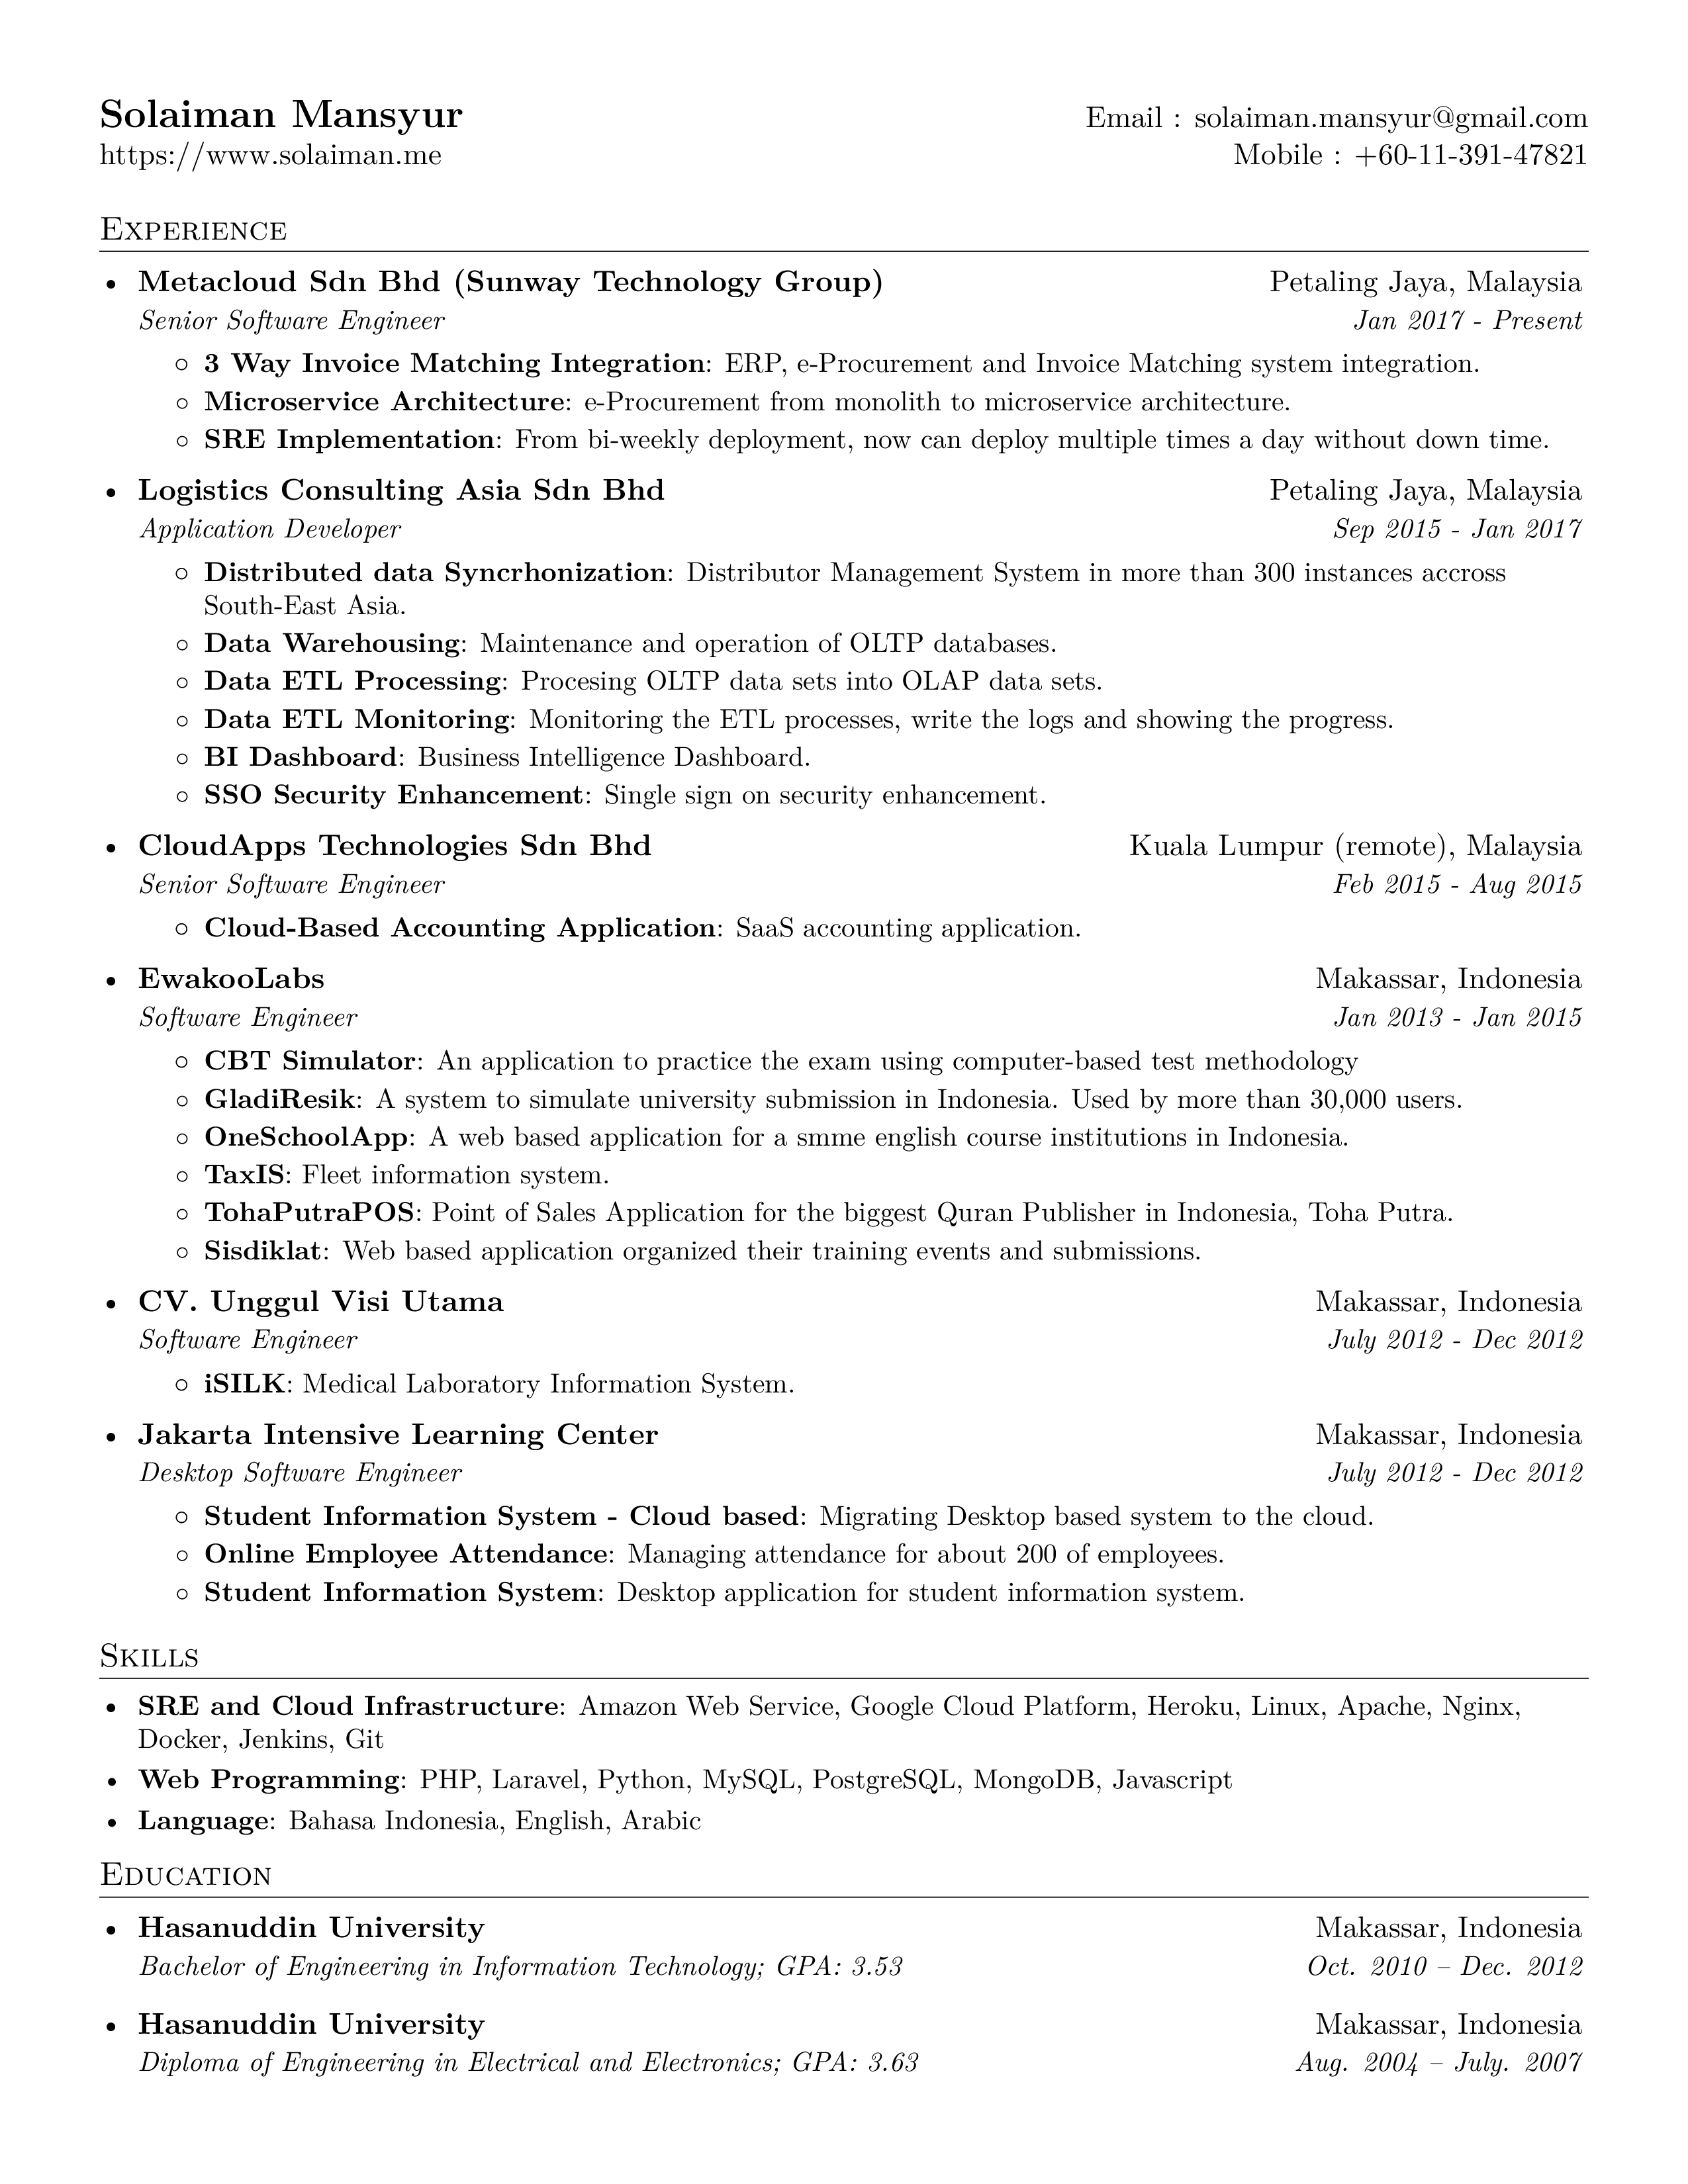 Solaiman Mansyur
Email : solaiman.mansyur@gmail.com
https://www.solaiman.me
Mobile : +60-11-391-47821
Experience
• Metacloud Sdn Bhd (Sunway Technology Group)
Petaling Jaya, Malaysia
Senior Software Engineer
Jan 2017 - Present
◦ 3 Way Invoice Matching Integration: ERP, e-Procurement and Invoice Matching system integration.
◦ Microservice Architecture: e-Procurement from monolith to microservice architecture.
◦ SRE Implementation: From bi-weekly deployment, now can deploy multiple times a day without down time.
• Logistics Consulting Asia Sdn Bhd
Petaling Jaya, Malaysia
Application Developer
Sep 2015 - Jan 2017
◦ Distributed data Syncrhonization: Distributor Management System in more than 300 instances accross
South-East Asia.
◦ Data Warehousing: Maintenance and operation of OLTP databases.
◦ Data ETL Processing: Procesing OLTP data sets into OLAP data sets.
◦ Data ETL Monitoring: Monitoring the ETL processes, write the logs and showing the progress.
◦ BI Dashboard: Business Intelligence Dashboard.
◦ SSO Security Enhancement: Single sign on security enhancement.
• CloudApps Technologies Sdn Bhd
Kuala Lumpur (remote), Malaysia
Senior Software Engineer
Feb 2015 - Aug 2015
◦ Cloud-Based Accounting Application: SaaS accounting application.
• EwakooLabs
Makassar, Indonesia
Software Engineer
Jan 2013 - Jan 2015
◦ CBT Simulator: An application to practice the exam using computer-based test methodology
◦ GladiResik: A system to simulate university submission in Indonesia. Used by more than 30,000 users.
◦ OneSchoolApp: A web based application for a smme english course institutions in Indonesia.
◦ TaxIS: Fleet information system.
◦ TohaPutraPOS: Point of Sales Application for the biggest Quran Publisher in Indonesia, Toha Putra.
◦ Sisdiklat: Web based application organized their training events and submissions.
• CV. Unggul Visi Utama
Makassar, Indonesia
Software Engineer
July 2012 - Dec 2012
◦ iSILK: Medical Laboratory Information System.
• Jakarta Intensive Learning Center
Makassar, Indonesia
Desktop Software Engineer
July 2012 - Dec 2012
◦ Student Information System - Cloud based: Migrating Desktop based system to the cloud.
◦ Online Employee Attendance: Managing attendance for about 200 of employees.
◦ Student Information System: Desktop application for student information system.
Skills
• SRE and Cloud Infrastructure: Amazon Web Service, Google Cloud Platform, Heroku, Linux, Apache, Nginx,
Docker, Jenkins, Git
• Web Programming: PHP, Laravel, Python, MySQL, PostgreSQL, MongoDB, Javascript
• Language: Bahasa Indonesia, English, Arabic
Education
• Hasanuddin University
Makassar, Indonesia
Bachelor of Engineering in Information Technology; GPA: 3.53
Oct. 2010 – Dec. 2012
• Hasanuddin University
Makassar, Indonesia
Diploma of Engineering in Electrical and Electronics; GPA: 3.63
Aug. 2004 – July. 2007